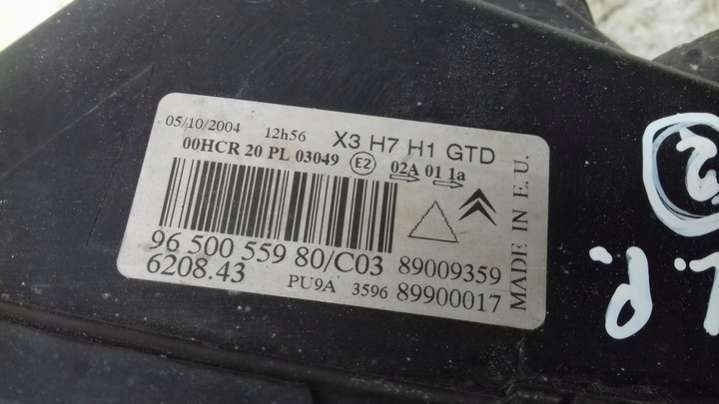 05/10/2004 12h56 X3 H7 H1 GTD
00HCR 20 PL 03049 E2 02A 01 1a
96 500 559 80/C03 89009359
6208.43 PU9A 3596 89900017
MADE IN E.U.